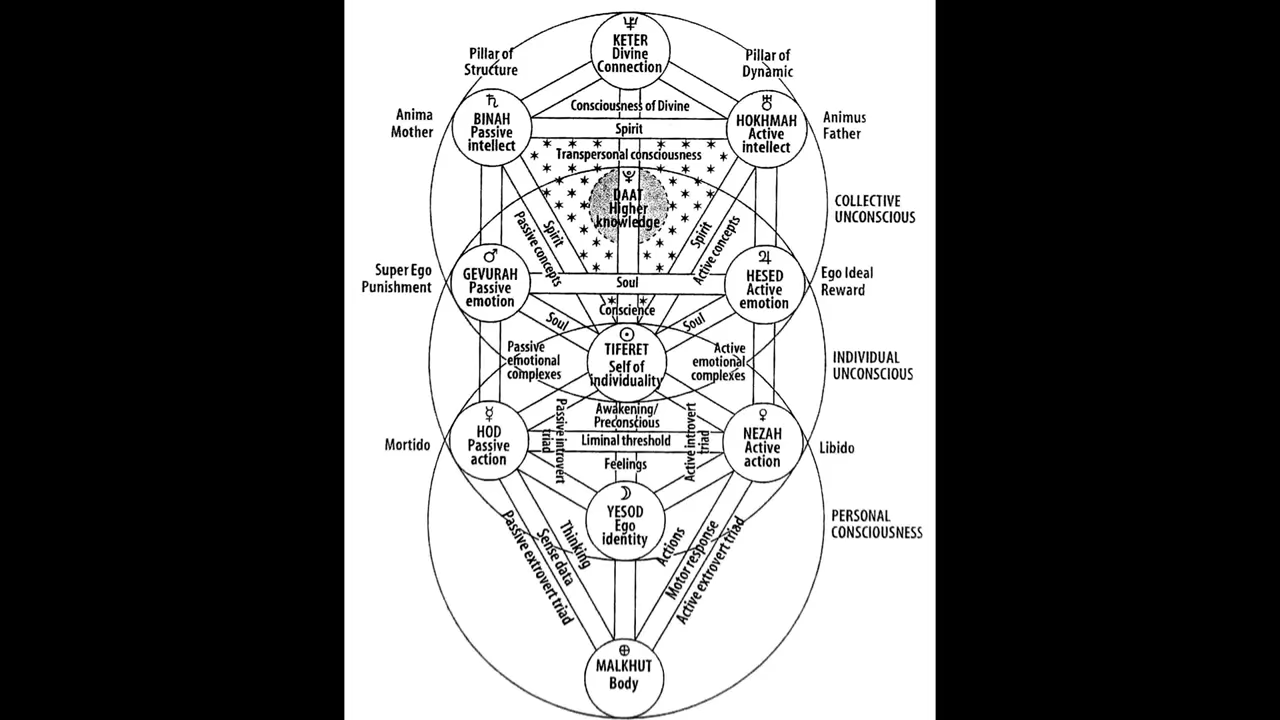 KETER
Divine
Connection
Pillar of
Structure
Pillar of
Dynamic
Anima
Mother
BINAH
Passive
intellect
Consciousness of Divine
Spirit
HOKHMAH
Active
intellect
Animus
Father
Transpersonal consciousness
DAAT
Higher
knowledge
COLLECTIVE
UNCONSCIOUS
Passive concepts
Spirit
Spirit
Active concepts
Super Ego
Punishment
GEVURAH
Passive
emotion
Soul
HESED
Active
emotion
Ego Ideal
Reward
Conscience
Soul
Soul
Passive
emotional
complexes
TIFERET
Self of
individuality
Active
emotional
complexes
INDIVIDUAL
UNCONSCIOUS
Mortido
HOD
Passive
action
Passive introvert
triad
Awakening/
Preconscious
Liminal threshold
Feelings
Active introvert
triad
NEZAH
Active
action
Libido
YESOD
Ego
identity
PERSONAL
CONSCIOUSNESS
Passive extrovert triad
Sense data
Thinking
Actions
Motor response
Active extrovert triad
MALKHUT
Body